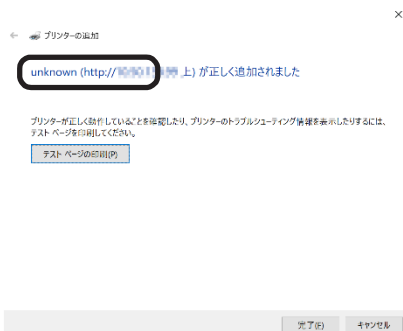 プリンターの追加
unknown (http:// 上) が正しく追加されました
プリンターが正しく動作していることを確認したり、プリンターのトラブルシューティング情報を表示したりするには、
テスト ページを印刷してください。
テスト ページの印刷(P)
完了(F) キャンセル